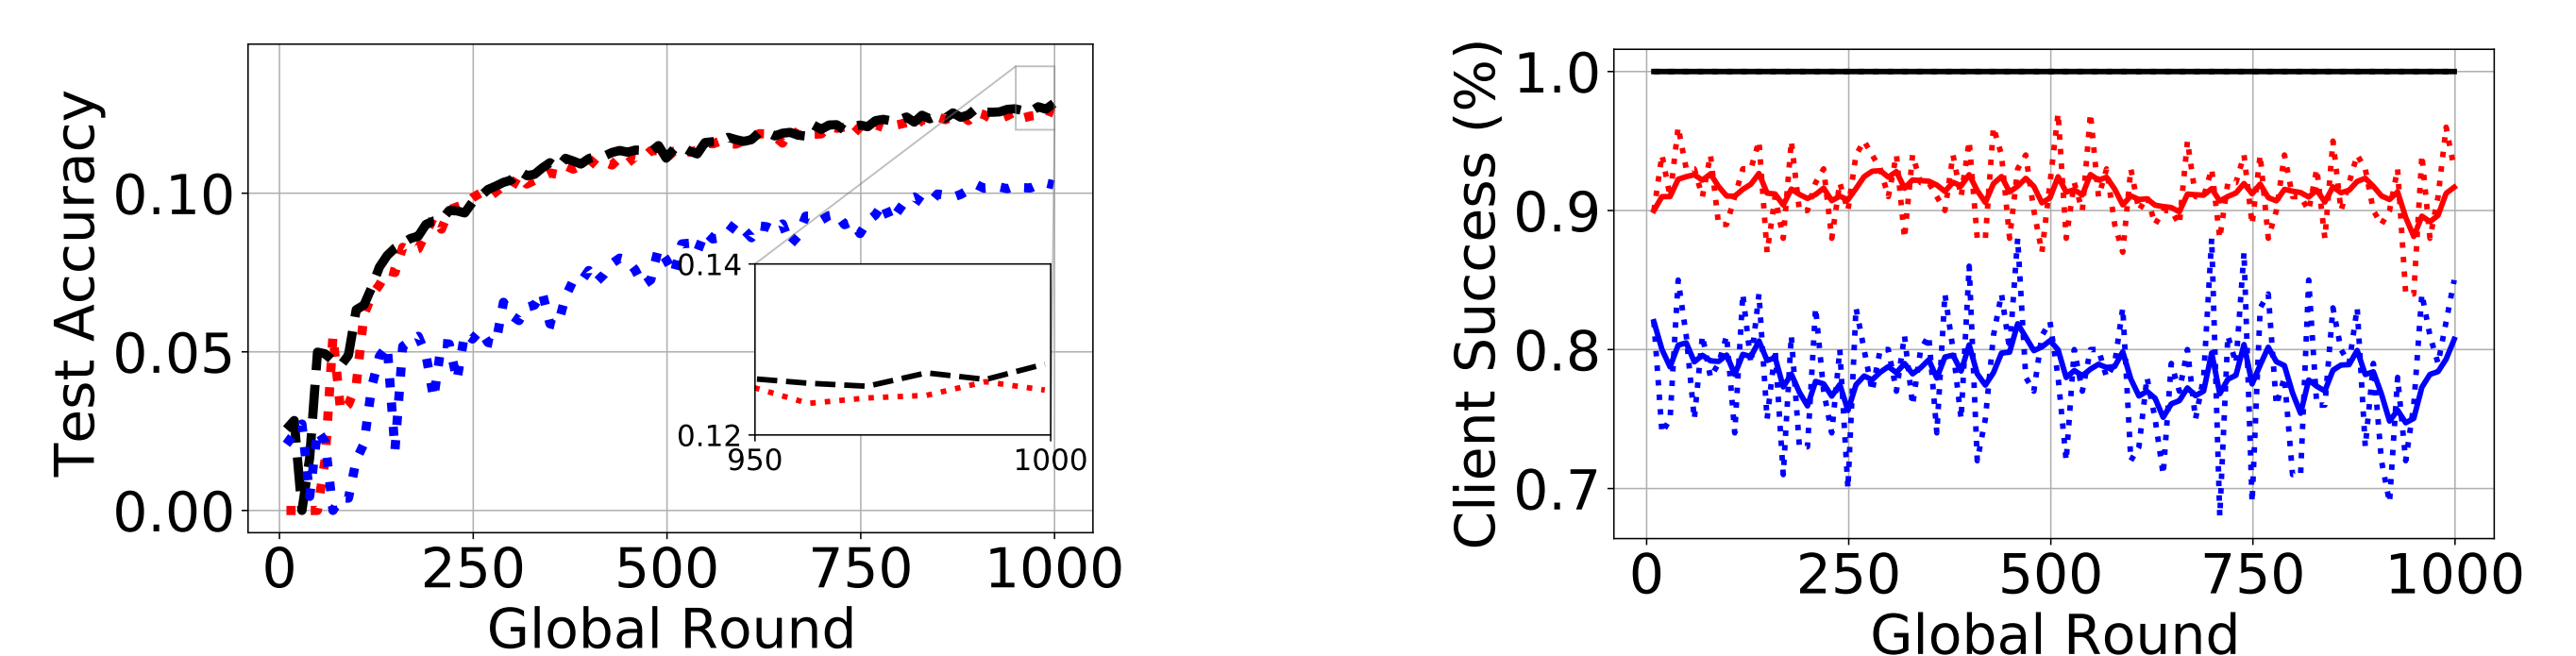 Test Accuracy
0.10
0.05
0.00
0 250 500 750 1000
Global Round
0.14
0.12
950 1000
Client Success (%)
1.0
0.9
0.8
0.7
0 250 500 750 1000
Global Round